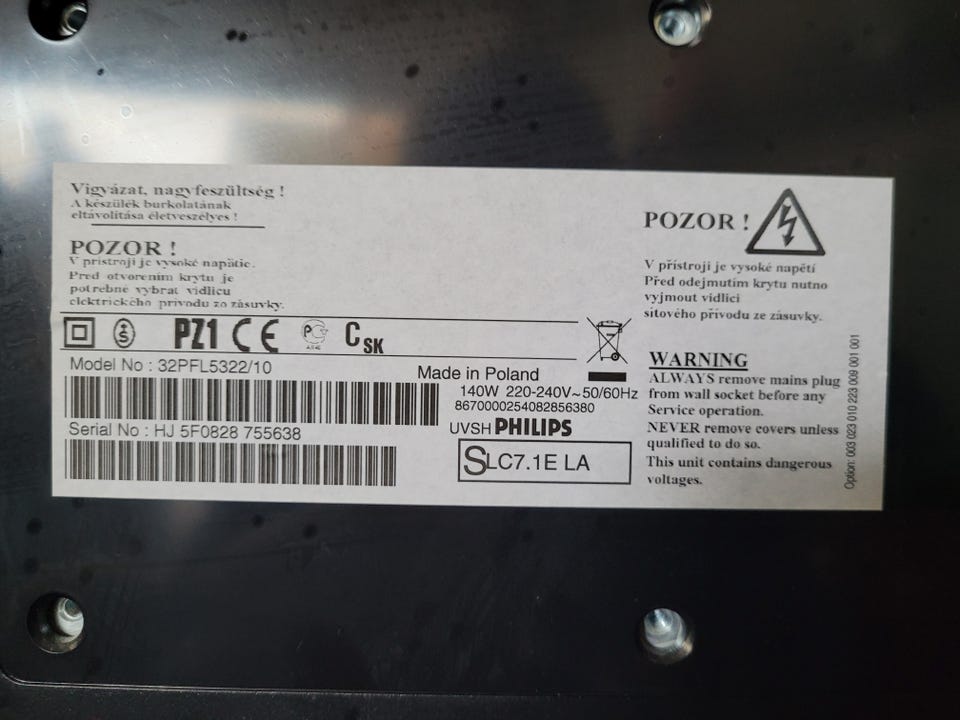 Vigyázat, nagyfeszültség !
A készülék burkolatának
eltávolítása életveszélyes !
POZOR !
V prístroji je vysoké napätie.
Pred otvorením krytu je
potrebné vybrat vidlicu
elektrického prívodu zo zásuvky.
POZOR !
V přístroji je vysoké napětí
Před odejmutím krytu nutno
vyjmout vidlici
síťového přívodu ze zásuvky.
S PZ1 CE C SK
Model No : 32PFL5322/10
Serial No : HJ 5F0828 755638
Made in Poland
140W 220-240V~50/60Hz
8670000254082856380
UVSH PHILIPS
SLC7.1E LA
WARNING
ALWAYS remove mains plug
from wall socket before any
Service operation.
NEVER remove covers unless
qualified to do so.
This unit contains dangerous
voltages.
Option: 003 023 010 223 009 001 001